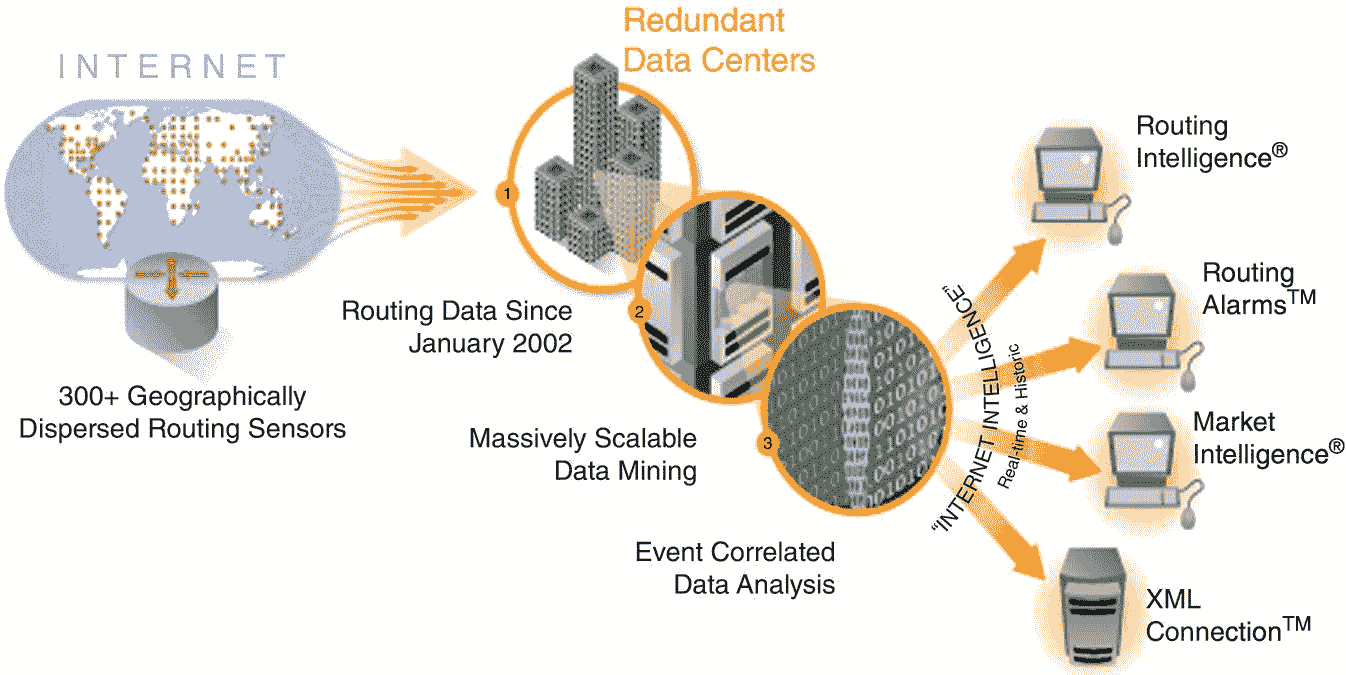 INTERNET
300+ Geographically
Dispersed Routing Sensors
Redundant
Data Centers
1
Routing Data Since
January 2002
2
Massively Scalable
Data Mining
3
Event Correlated
Data Analysis
“INTERNET INTELLIGENCE”
Real-time & Historic
Routing
Intelligence®
Routing
Alarms™
Market
Intelligence®
XML
Connection™